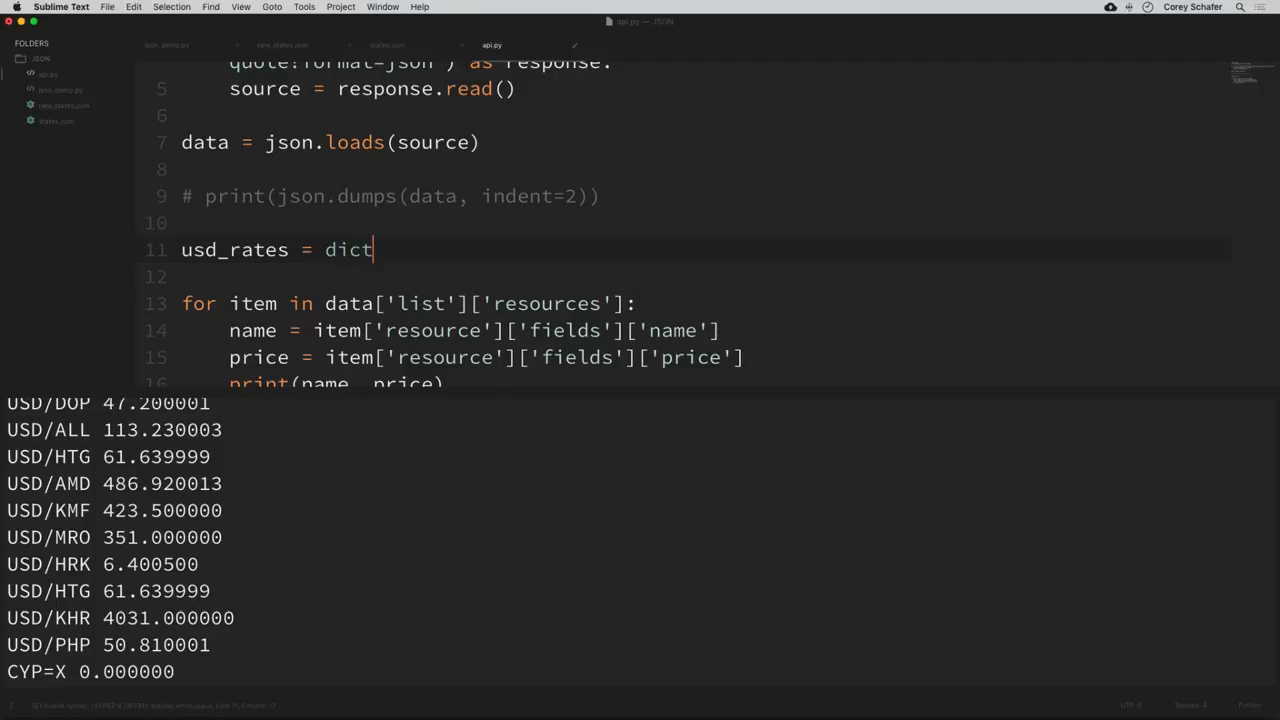 Sublime Text File Edit Selection Find View Goto Tools Project Window Help Corey Schafer
api.py — JSON
FOLDERS
JSON
api.py
json_demo.py
new_states.json
states.json
json_demo.py × new_states.json × states.json × api.py
quote?format=json") as response:
5 source = response.read()
6
7 data = json.loads(source)
8
9 # print(json.dumps(data, indent=2))
10
11 usd_rates = dict
12
13 for item in data['list']['resources']:
14 name = item['resource']['fields']['name']
15 price = item['resource']['fields']['price']
16 print(name, price)
USD/DOP 47.200001
USD/ALL 113.230003
USD/HTG 61.639999
USD/AMD 486.920013
USD/KMF 423.500000
USD/MRO 351.000000
USD/HRK 6.400500
USD/HTG 61.639999
USD/KHR 4031.000000
USD/PHP 50.810001
CYP=X 0.000000
Line 11, Column 17 UTF-8 Spaces: 4 Python